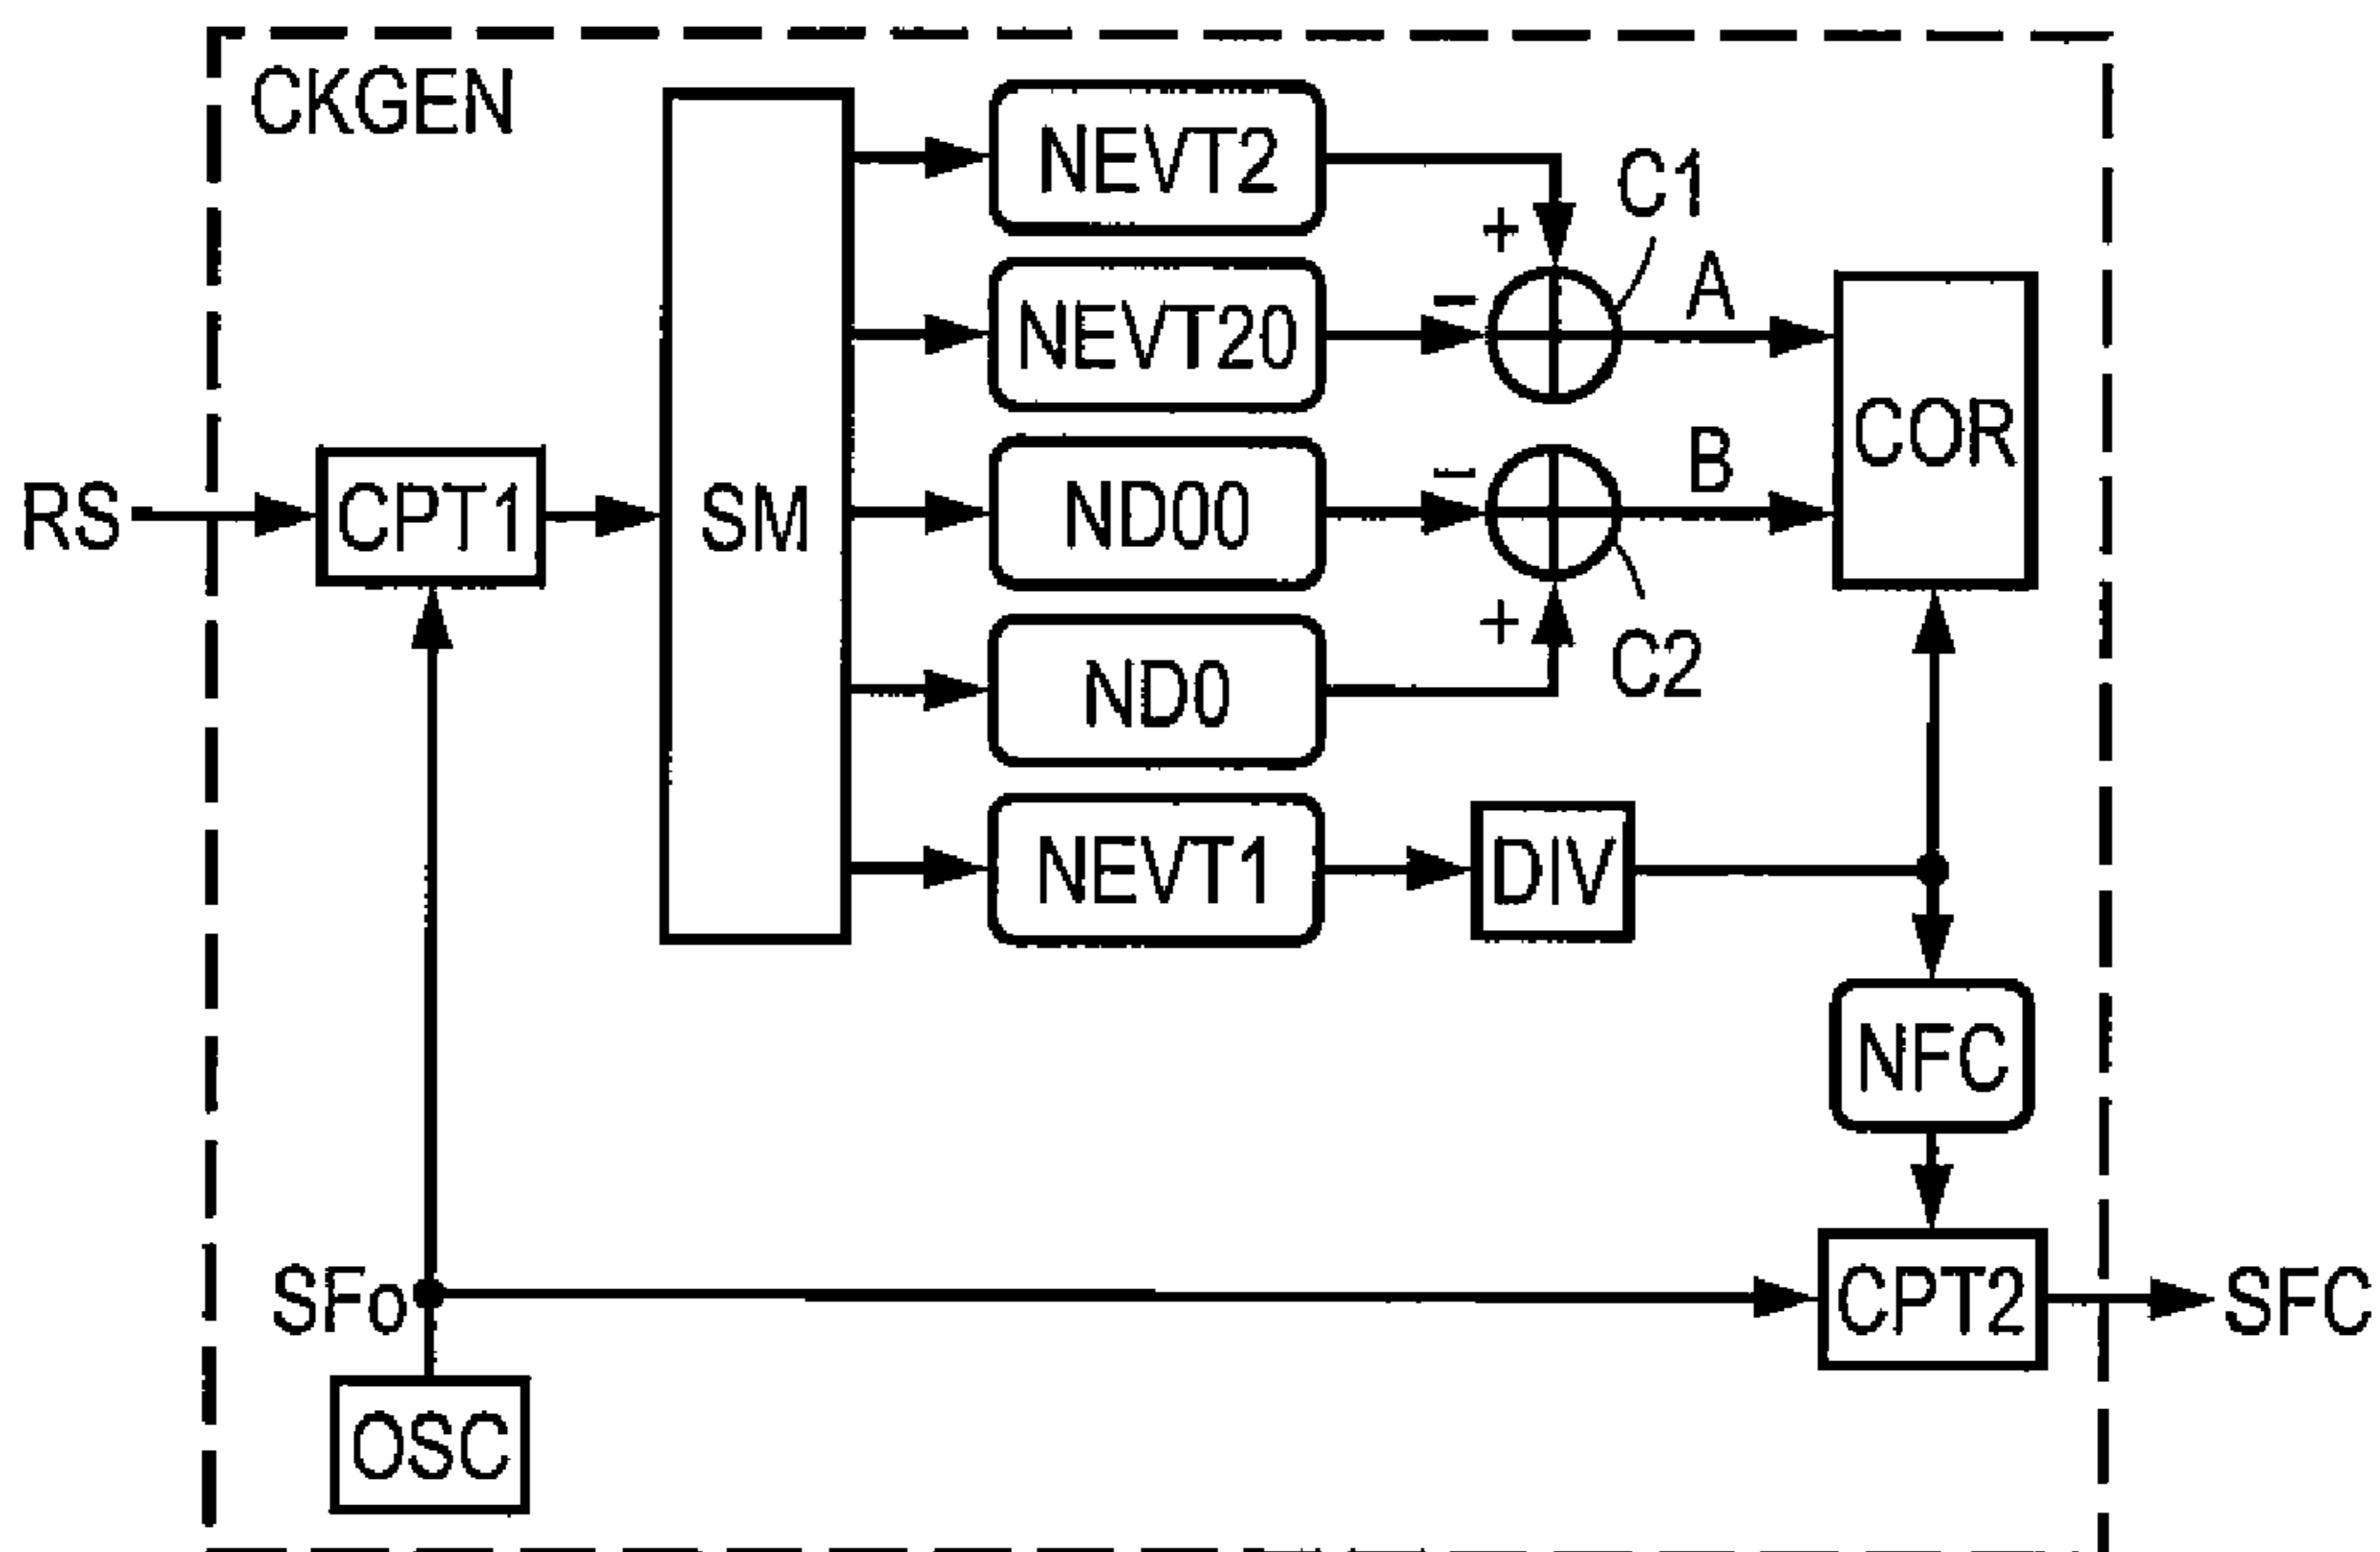 CKGEN
NEVT2
C1
+
A
NEVT20
−
COR
RS
CPT1
SM
ND00
−
B
+
C2
ND0
NEVT1
DIV
NFC
SFo
CPT2
SFC
OSC